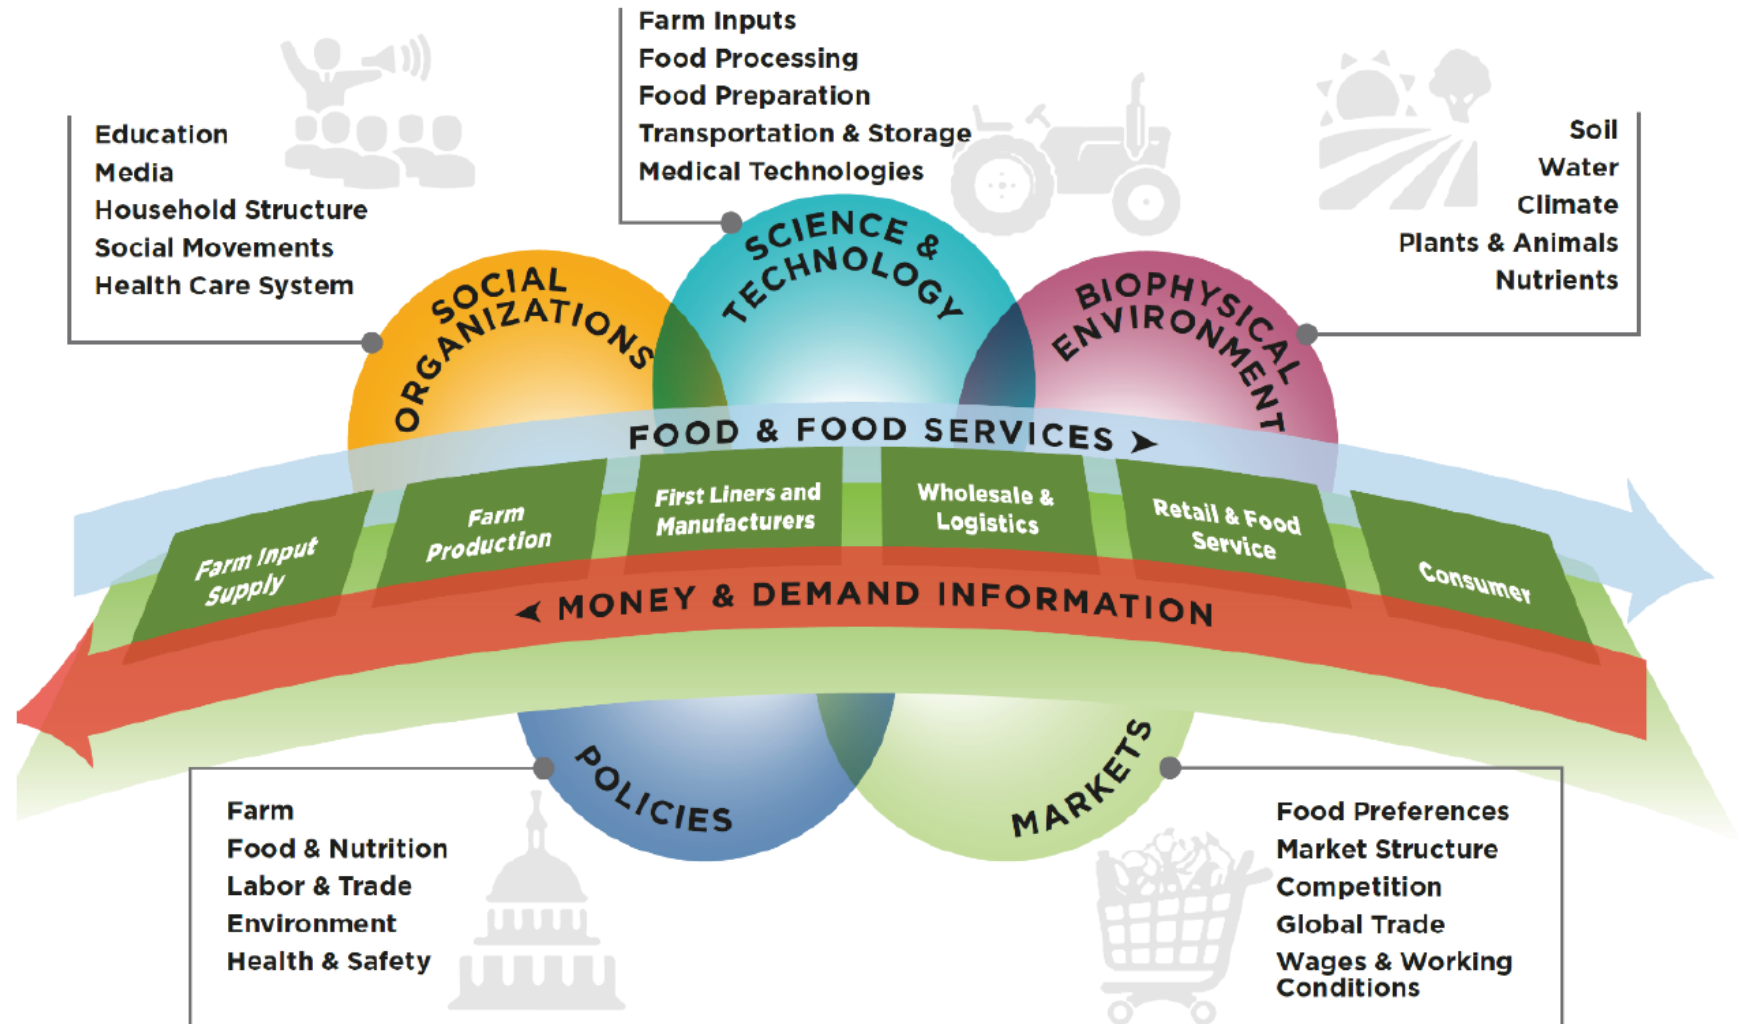 Farm Inputs
Food Processing
Food Preparation
Transportation & Storage
Medical Technologies
Education
Media
Household Structure
Social Movements
Health Care System
Soil
Water
Climate
Plants & Animals
Nutrients
SOCIAL
ORGANIZATIONS
SCIENCE &
TECHNOLOGY
BIOPHYSICAL
ENVIRONMENT
FOOD & FOOD SERVICES ➤
Farm Input
Supply
Farm
Production
First Liners and
Manufacturers
Wholesale &
Logistics
Retail & Food
Service
Consumer
◄ MONEY & DEMAND INFORMATION
POLICIES
MARKETS
Farm
Food & Nutrition
Labor & Trade
Environment
Health & Safety
Food Preferences
Market Structure
Competition
Global Trade
Wages & Working
Conditions